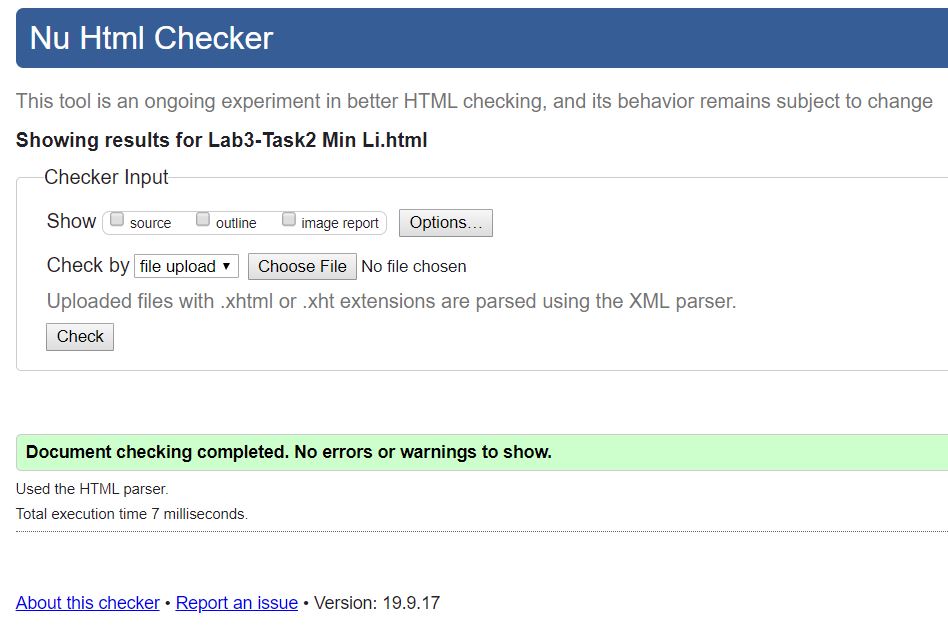 Nu Html Checker
This tool is an ongoing experiment in better HTML checking, and its behavior remains subject to change
Showing results for Lab3-Task2 Min Li.html
Checker Input
Show source outline image report Options...
Check by file upload ▼ Choose File No file chosen
Uploaded files with .xhtml or .xht extensions are parsed using the XML parser.
Check
Document checking completed. No errors or warnings to show.
Used the HTML parser.
Total execution time 7 milliseconds.
About this checker • Report an issue • Version: 19.9.17